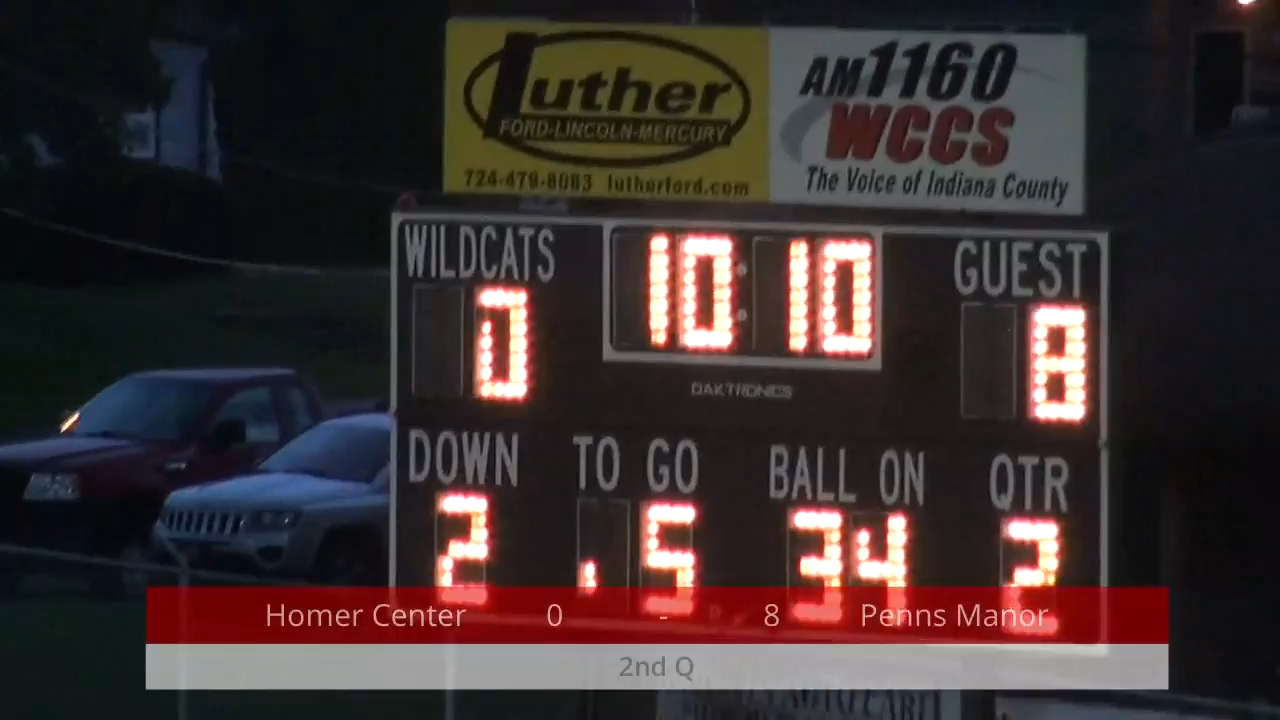 Luther
FORD-LINCOLN-MERCURY
724-479-8083 lutherford.com
AM1160
WCCS
The Voice of Indiana County
WILDCATS
10:10
GUEST
0
8
DAKTRONICS
DOWN
TO GO
BALL ON
QTR
2
5
34
2
Homer Center 0 - 8 Penns Manor
2nd Q